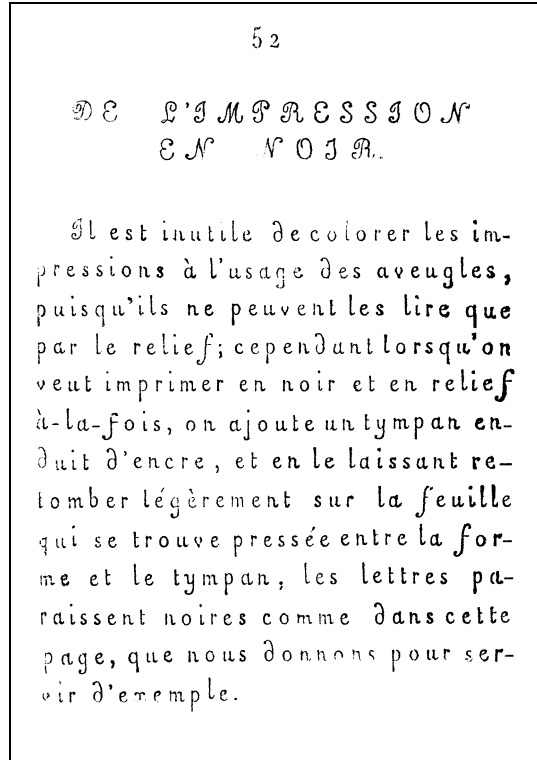 52
DE L'IMPRESSION
EN NOIR.
Il est inutile de colorer les im-
pressions à l'usage des aveugles,
puisqu'ils ne peuvent les lire que
par le relief; cependant lorsqu'on
veut imprimer en noir et en relief
à-la-fois, on ajoute un tympan en-
duit d'encre, et en le laissant re-
tomber légèrement sur la feuille
qui se trouve pressée entre la for-
me et le tympan, les lettres pa-
raissent noires comme dans cette
page, que nous donnons pour ser-
vir d'exemple.